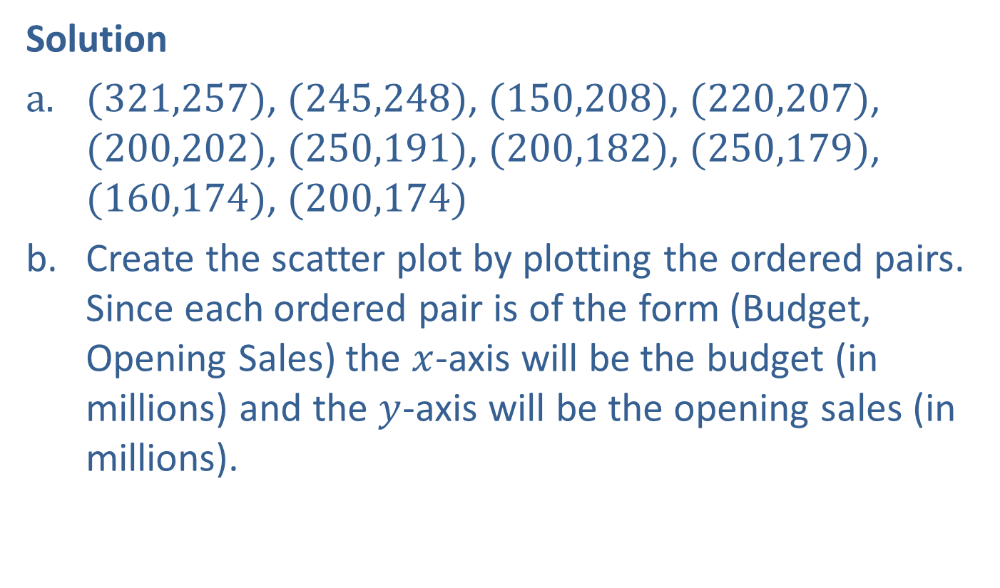 Solution
a. (321,257), (245,248), (150,208), (220,207),
(200,202), (250,191), (200,182), (250,179),
(160,174), (200,174)
b. Create the scatter plot by plotting the ordered pairs.
Since each ordered pair is of the form (Budget,
Opening Sales) the x-axis will be the budget (in
millions) and the y-axis will be the opening sales (in
millions).